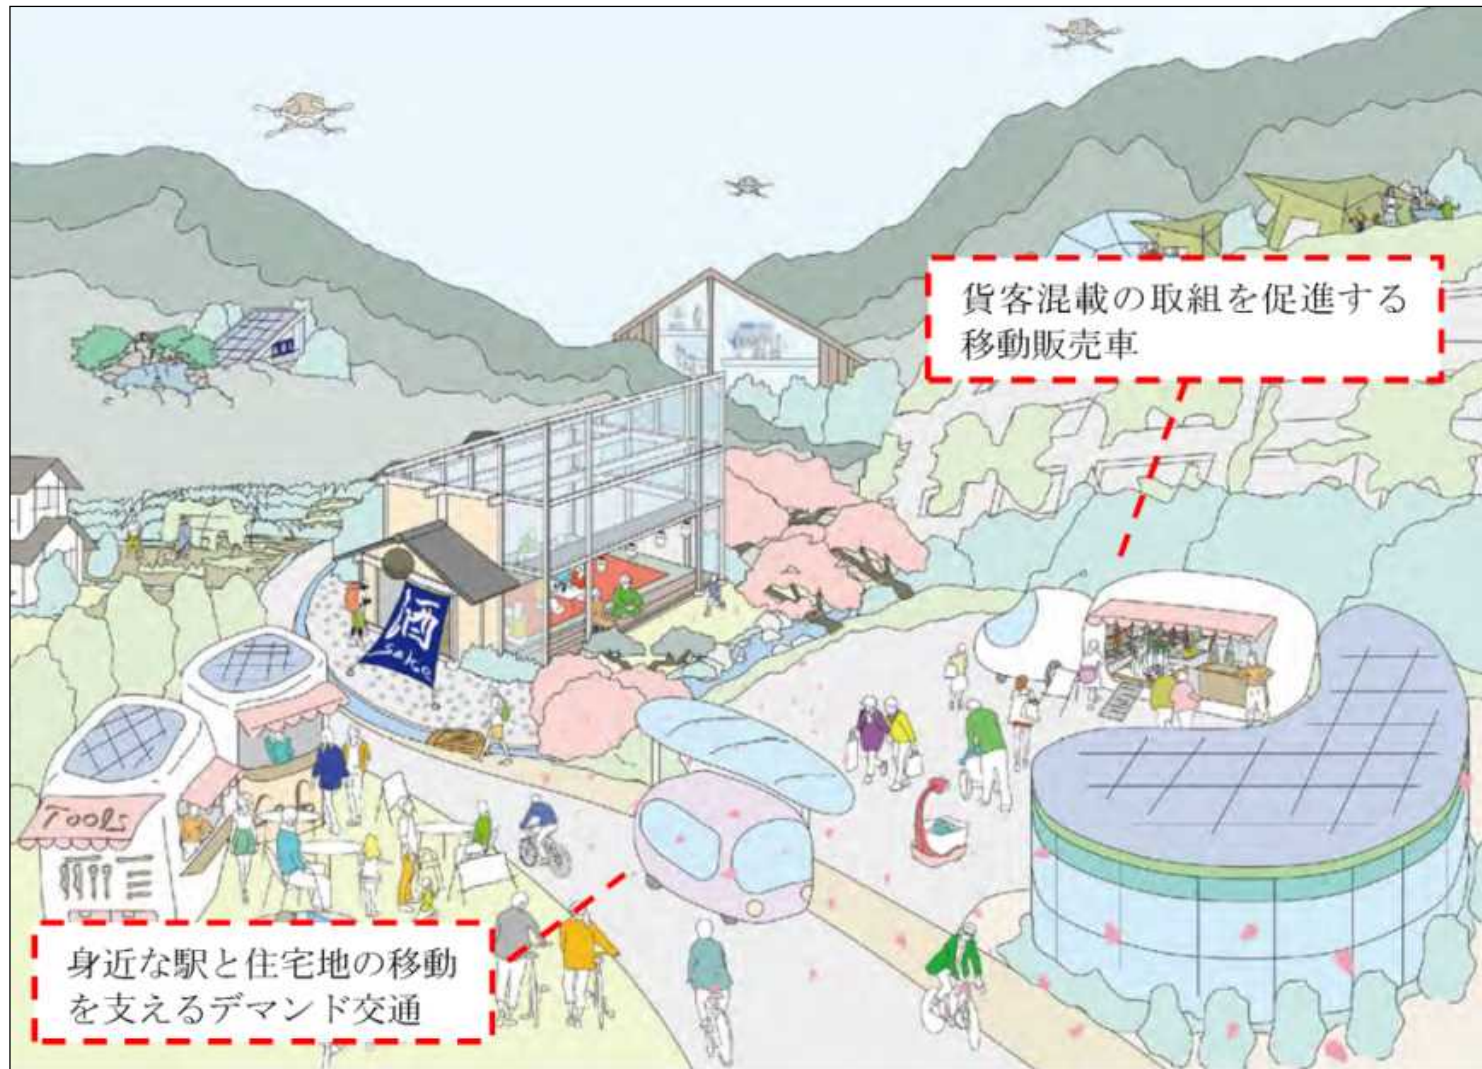 貨客混載の取組を促進する
移動販売車
酒
sake
Tools
身近な駅と住宅地の移動
を支えるデマンド交通